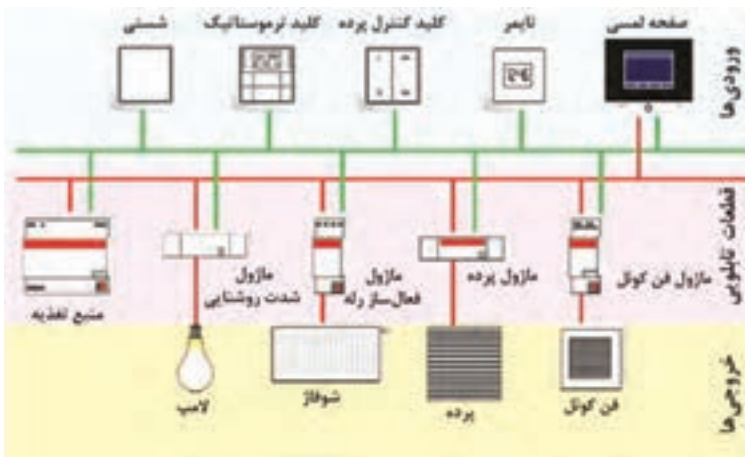 صفحه لمسی
تایمر
کلید کنترل پرده
کلید ترموستاتیک
شستی
ورودی‌ها
قطعات تابلویی
ماژول فن کوئل
ماژول پرده
ماژول
فعال‌ساز رله
ماژول
شدت روشنایی
منبع تغذیه
خروجی‌ها
فن کوئل
پرده
شوفاژ
لامپ